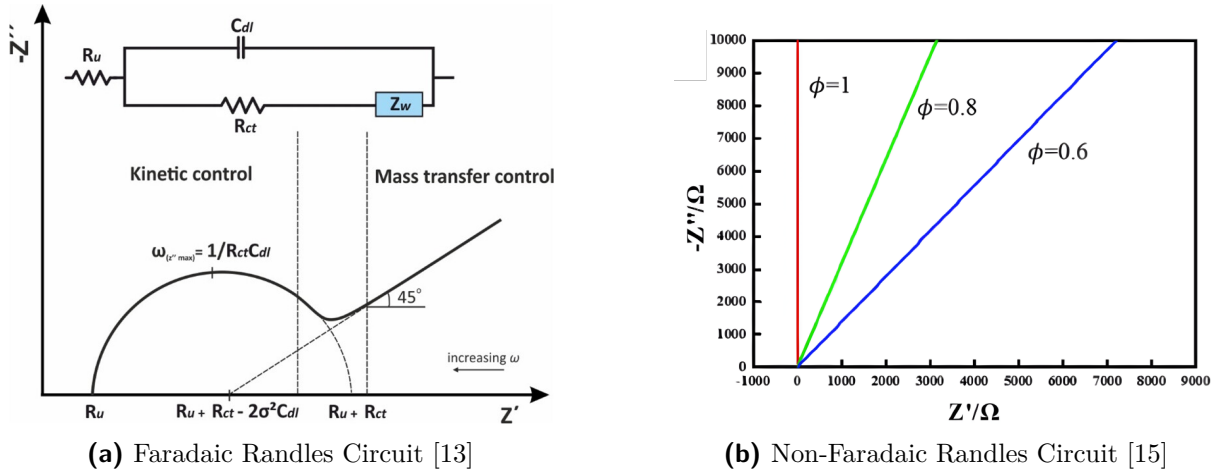 -Z′′
Cdl
Ru
Rct
Zw
Kinetic control
Mass transfer control
ω(z″ max) = 1/RctCdl
45°
increasing ω
Ru
Ru + Rct - 2σ²Cdl
Ru + Rct
Z′
(a) Faradaic Randles Circuit [13]
-Z''/Ω
10000
9000
8000
7000
6000
5000
4000
3000
2000
1000
0
ϕ=1
ϕ=0.8
ϕ=0.6
-1000 0 1000 2000 3000 4000 5000 6000 7000 8000 9000
Z'/Ω
(b) Non-Faradaic Randles Circuit [15]